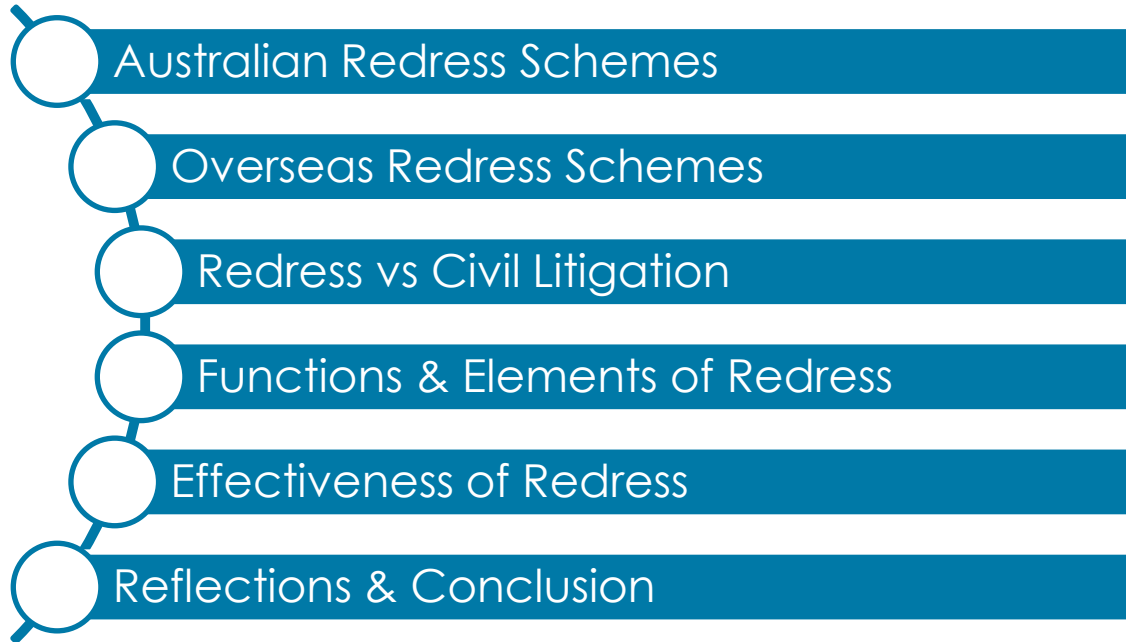 Australian Redress Schemes
Overseas Redress Schemes
Redress vs Civil Litigation
Functions & Elements of Redress
Effectiveness of Redress
Reflections & Conclusion